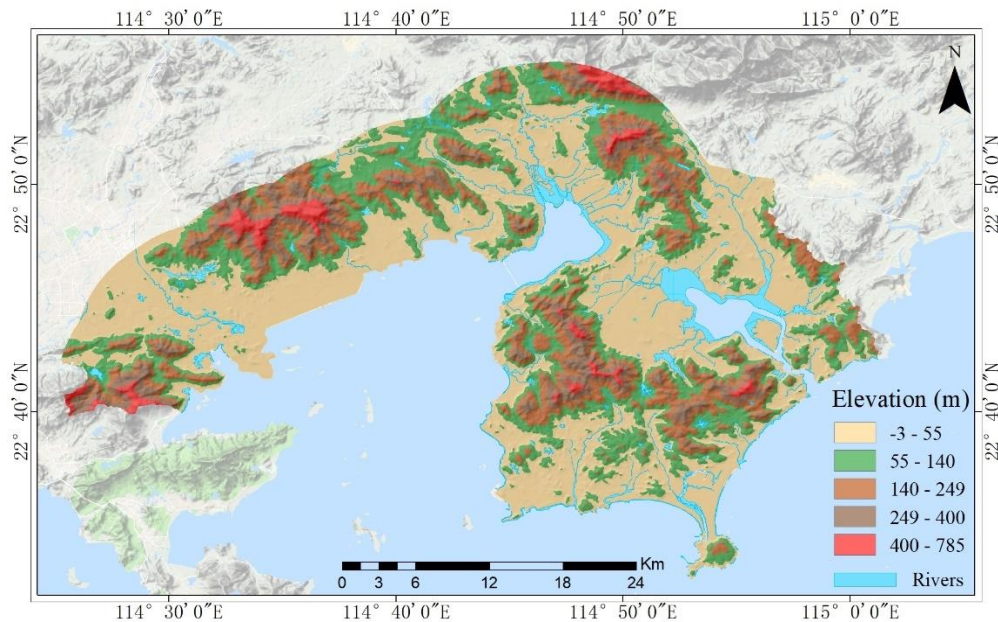 114° 30′ 0″E 114° 40′ 0″E 114° 50′ 0″E 115° 0′ 0″E
N
22° 50′ 0″N
22° 50′ 0″N
22° 40′ 0″N
22° 40′ 0″N
Elevation (m)
-3 - 55
55 - 140
140 - 249
249 - 400
400 - 785
Rivers
Km
0 1 3 6 12 18 24
114° 30′ 0″E 114° 40′ 0″E 114° 50′ 0″E 115° 0′ 0″E